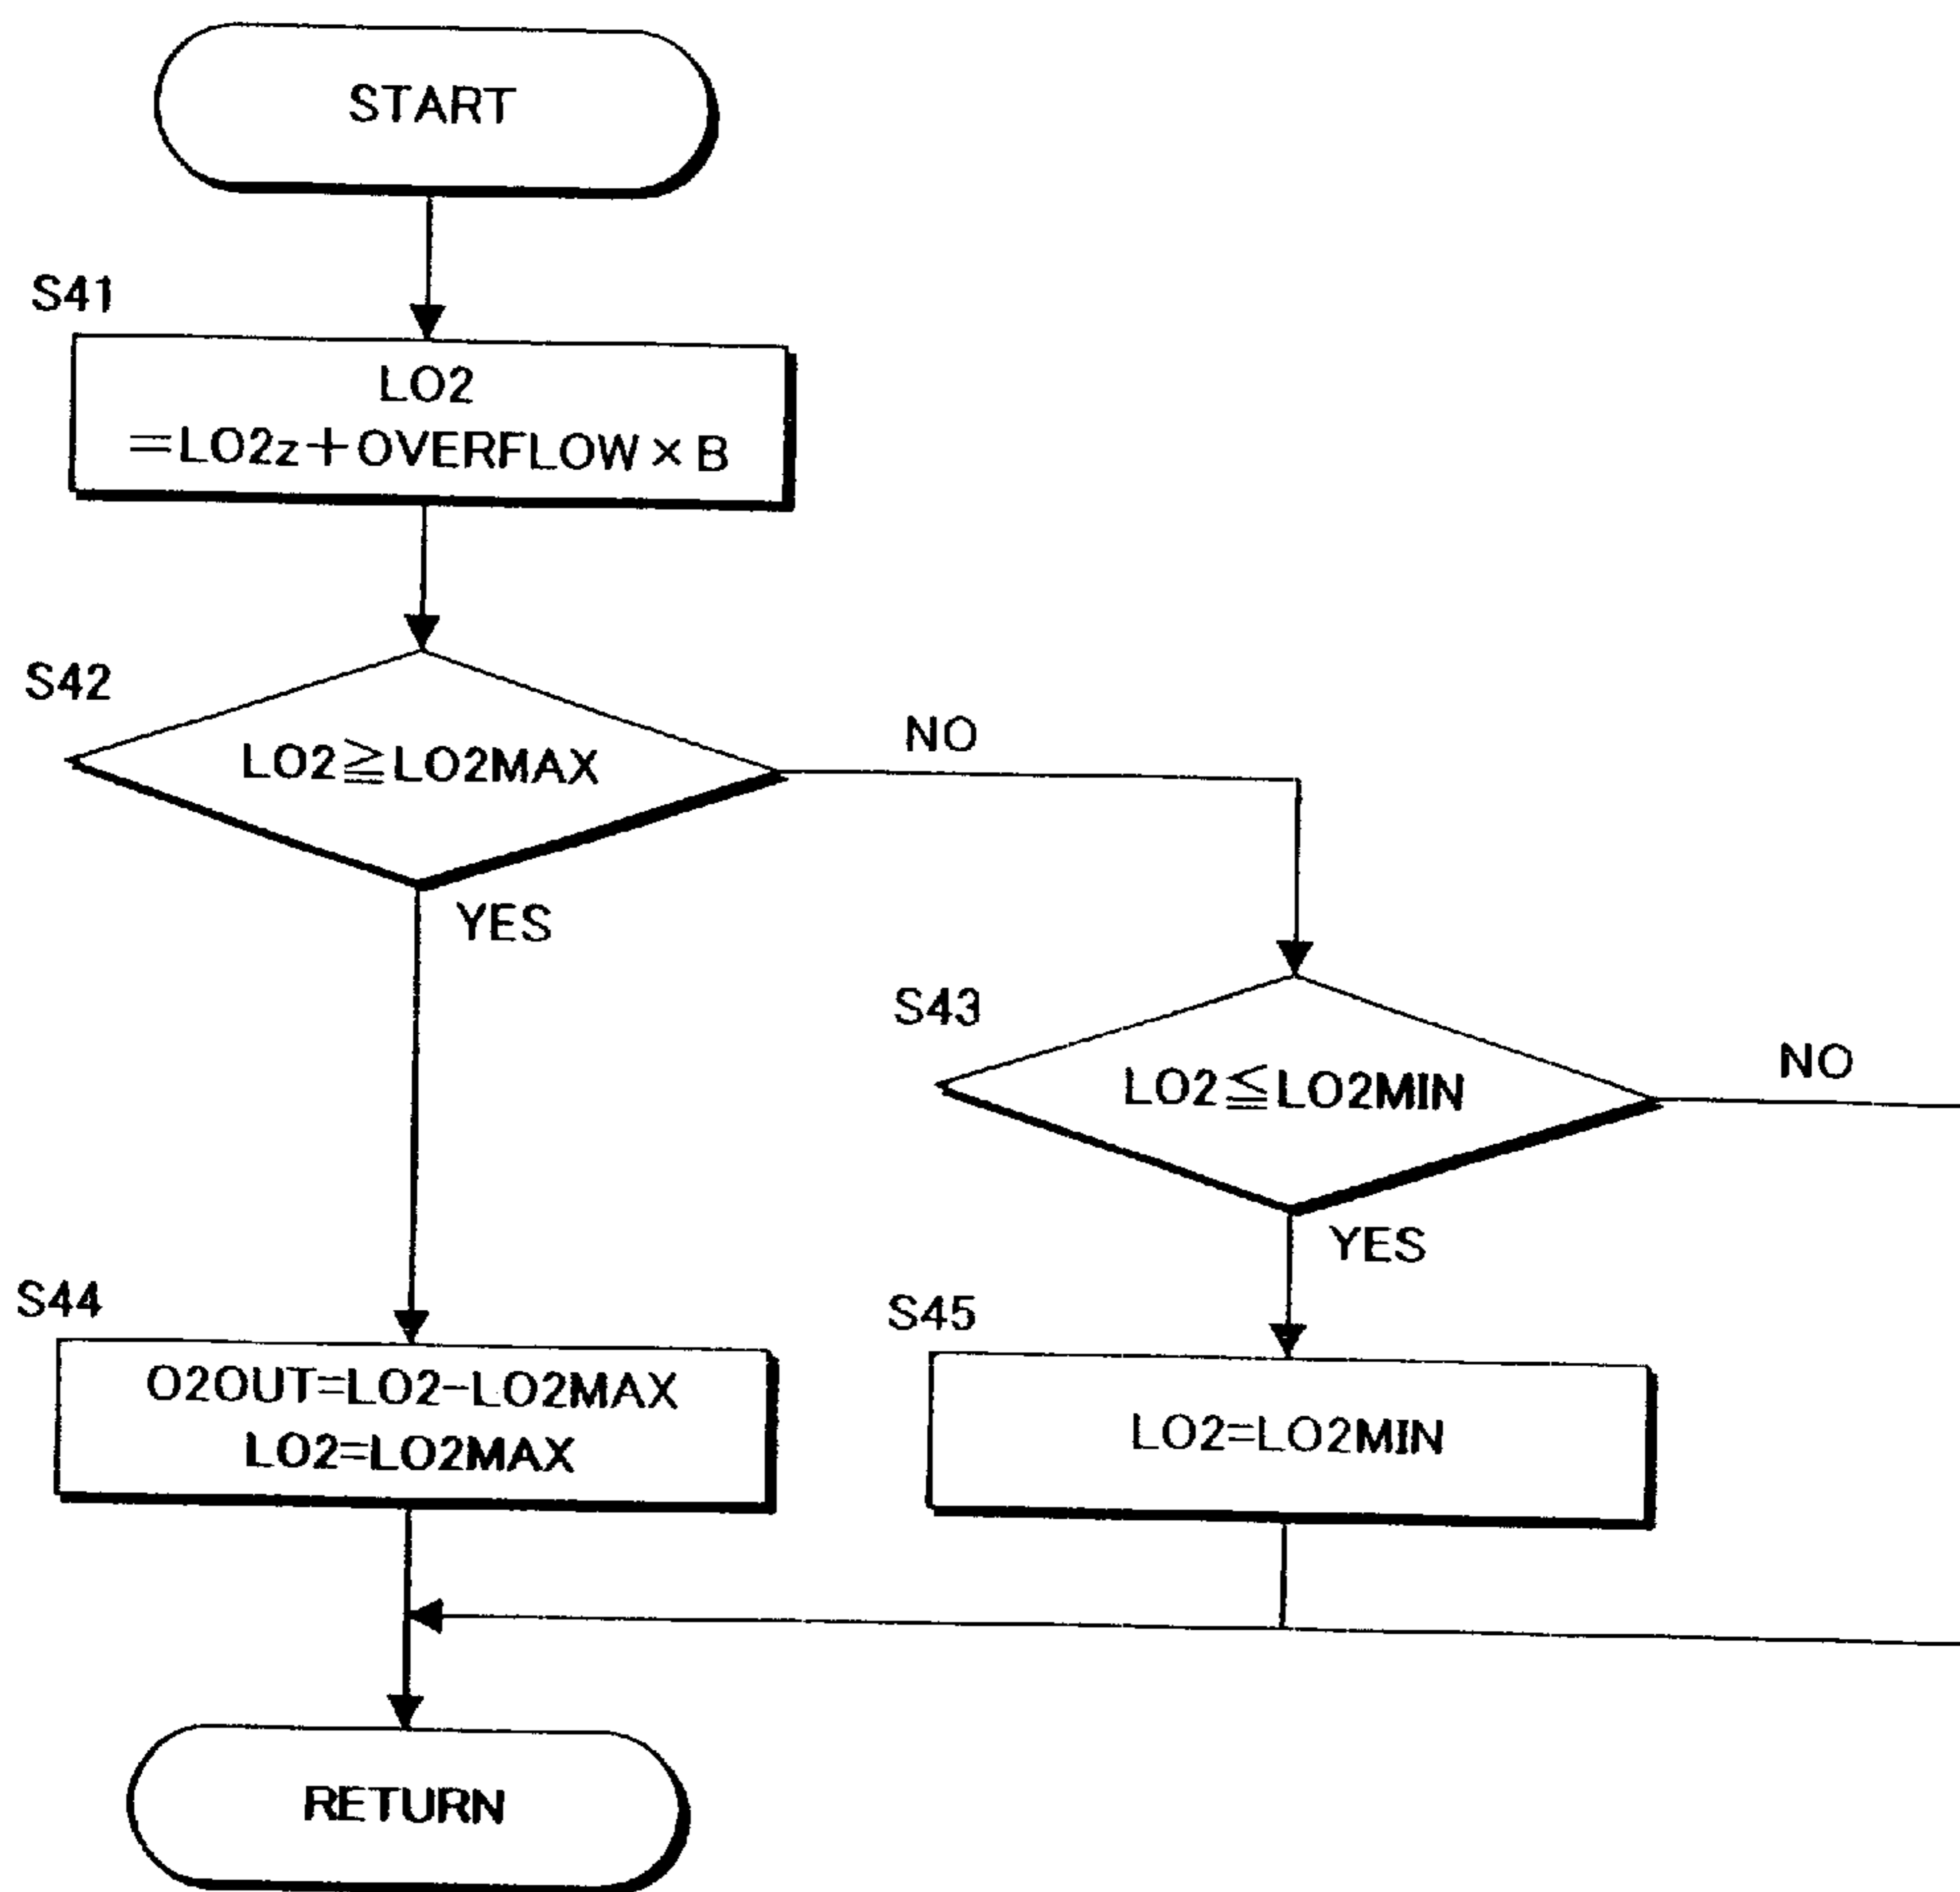 START
S41
LO2
=LO2z+OVERFLOW×B
S42
LO2≧LO2MAX
NO
YES
S43
LO2≦LO2MIN
NO
YES
S44
O2OUT=LO2-LO2MAX
LO2=LO2MAX
S45
LO2=LO2MIN
RETURN